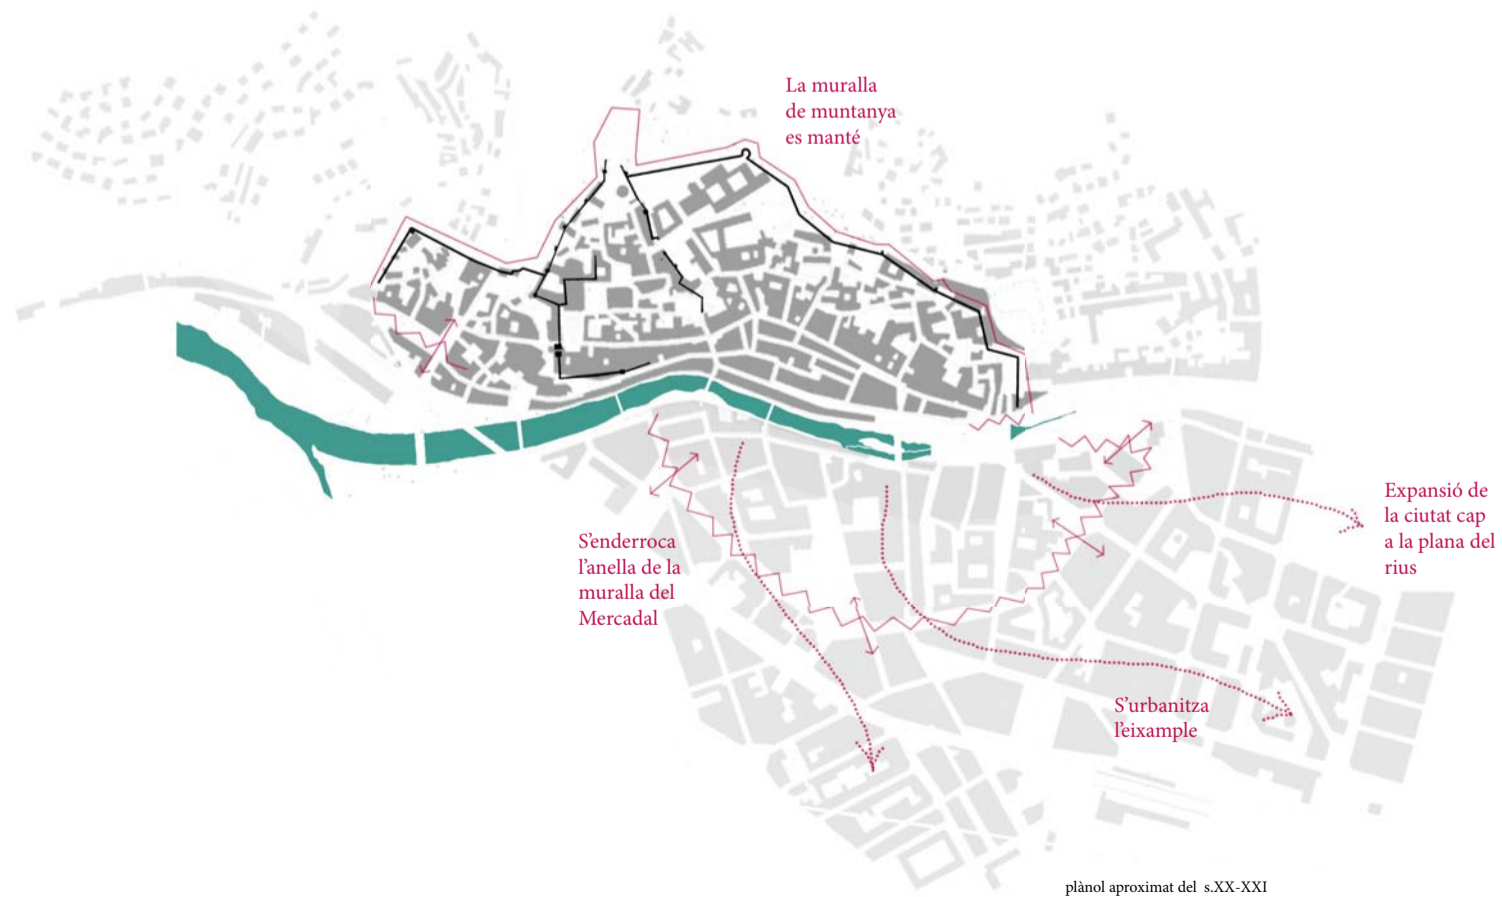 La muralla
de muntanya
es manté
Expansió de
la ciutat cap
a la plana del
rius
S'enderroca
l'anella de la
muralla del
Mercadal
S'urbanitza
l'eixample
plànol aproximat del s.XX-XXI